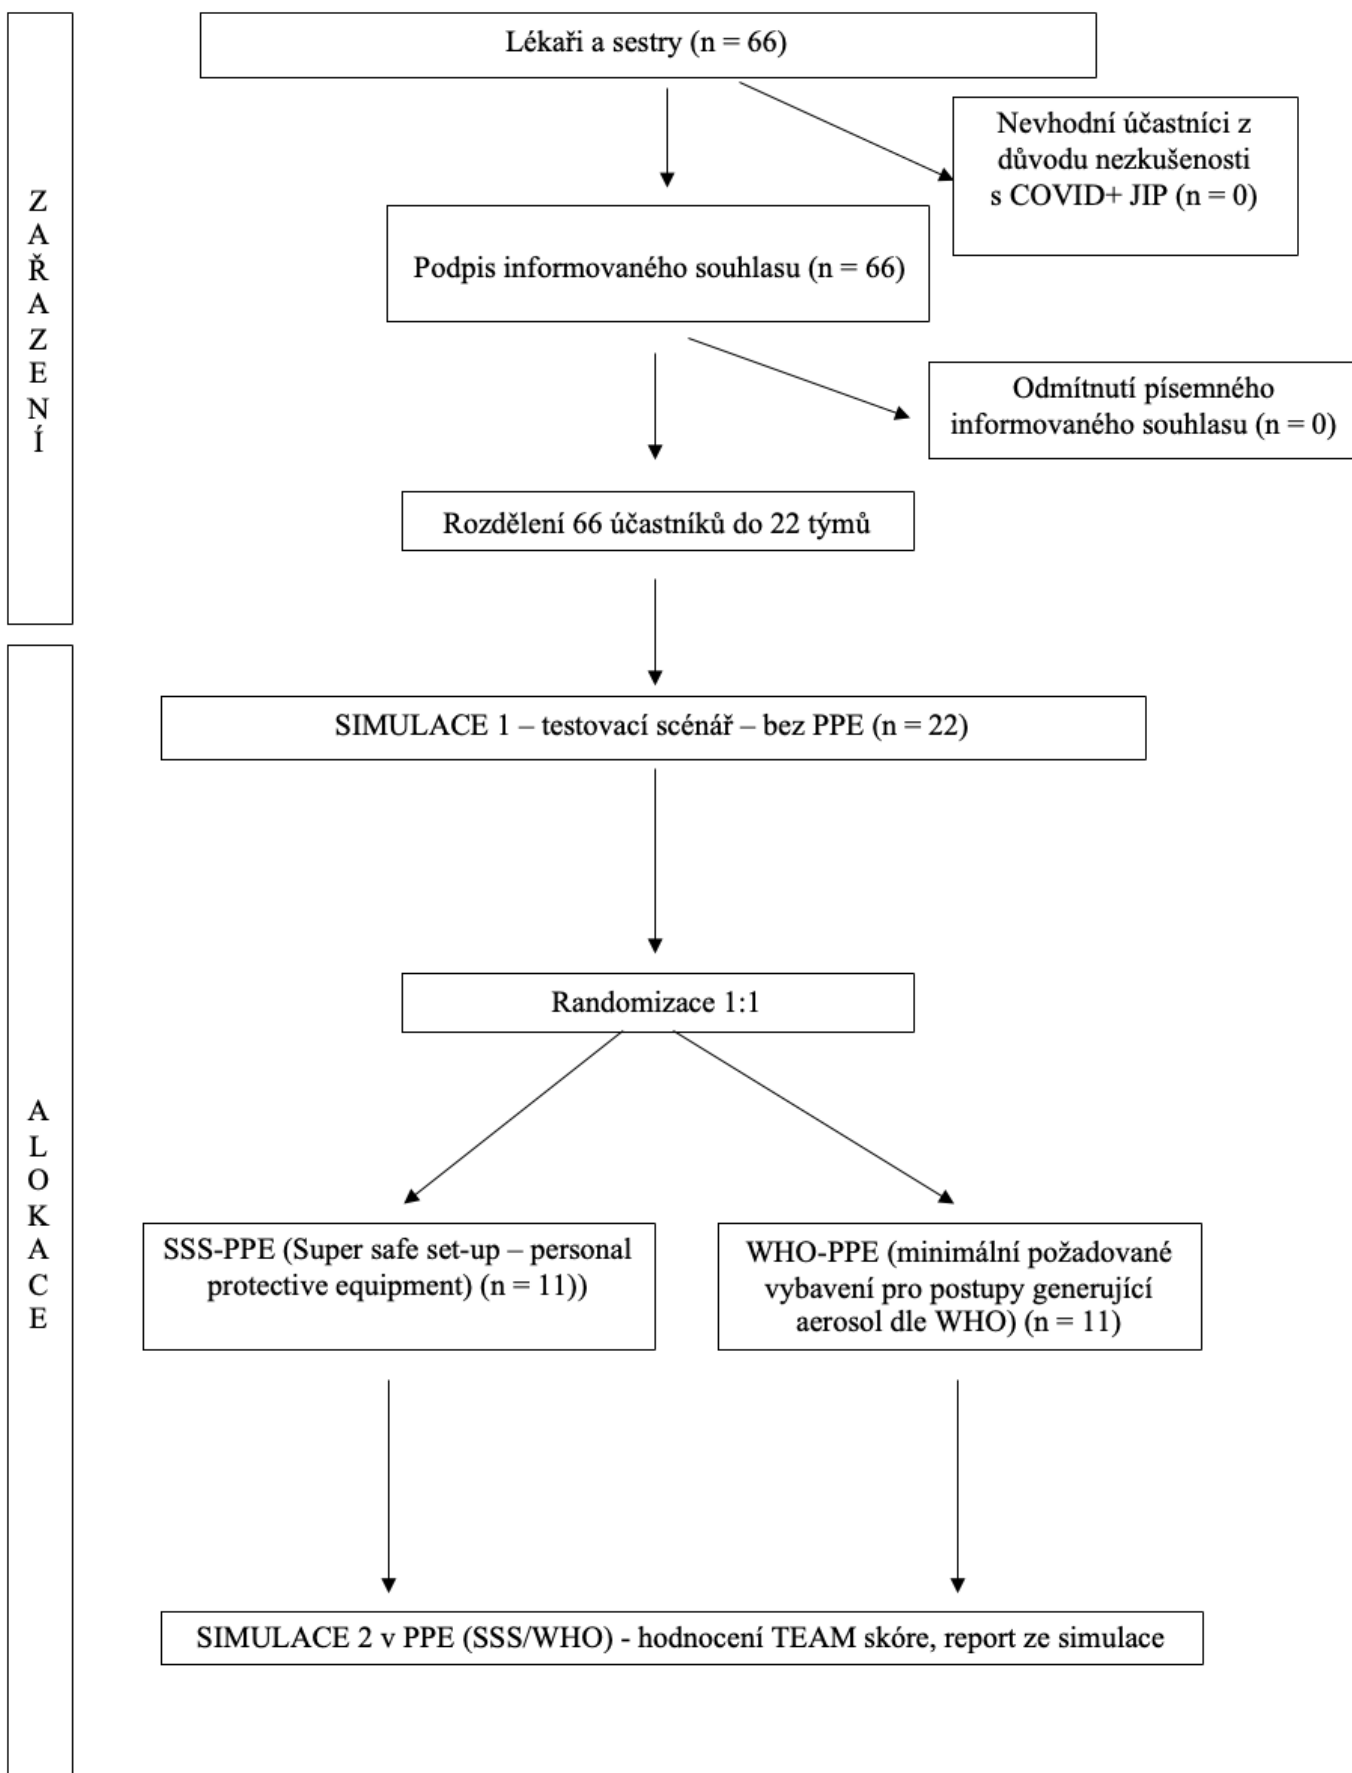 Lékaři a sestry (n = 66)
Nevhodní účastníci z
důvodu nezkušenosti
s COVID+ JIP (n = 0)
Z
A
Ř
A
Z
E
N
Í
Podpis informovaného souhlasu (n = 66)
Odmítnutí písemného
informovaného souhlasu (n = 0)
Rozdělení 66 účastníků do 22 týmů
SIMULACE 1 – testovací scénář – bez PPE (n = 22)
Randomizace 1:1
A
L
O
K
A
C
E
SSS-PPE (Super safe set-up – personal
protective equipment) (n = 11))
WHO-PPE (minimální požadované
vybavení pro postupy generující
aerosol dle WHO) (n = 11)
SIMULACE 2 v PPE (SSS/WHO) - hodnocení TEAM skóre, report ze simulace